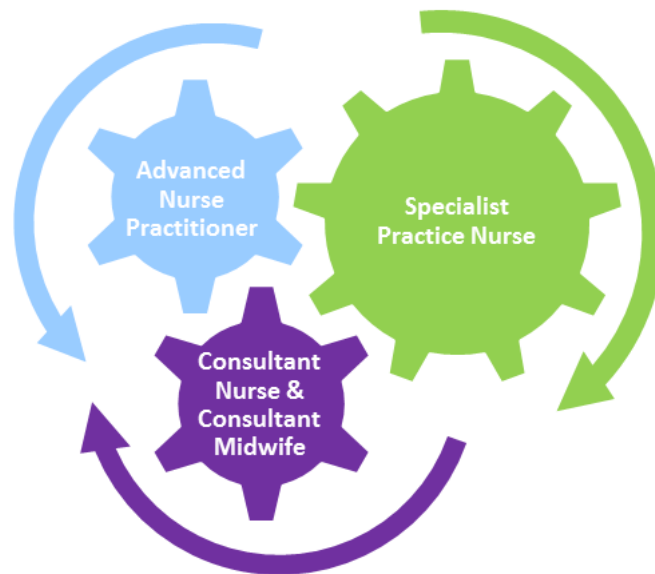 Advanced
Nurse
Practitioner
Specialist
Practice Nurse
Consultant
Nurse &
Consultant
Midwife